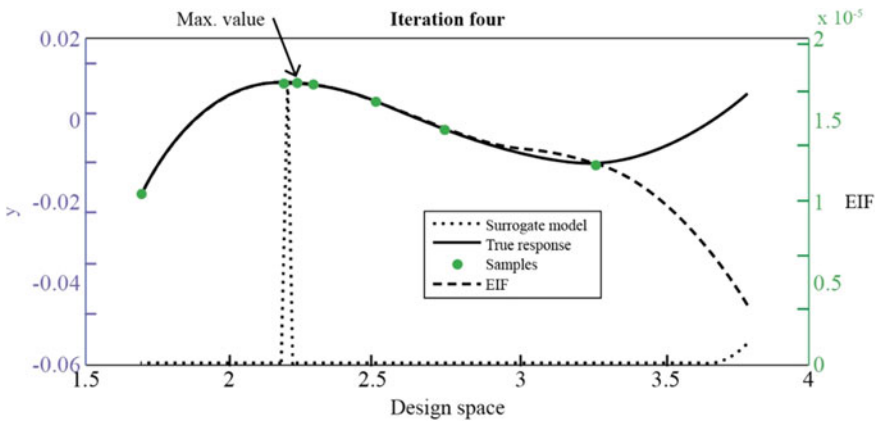 Iteration four
Max. value
x 10-5
0.02
0
-0.02
-0.04
-0.06
y
2
1.5
1
0.5
0
EIF
Surrogate model
True response
Samples
EIF
1.5
2
2.5
3
3.5
4
Design space